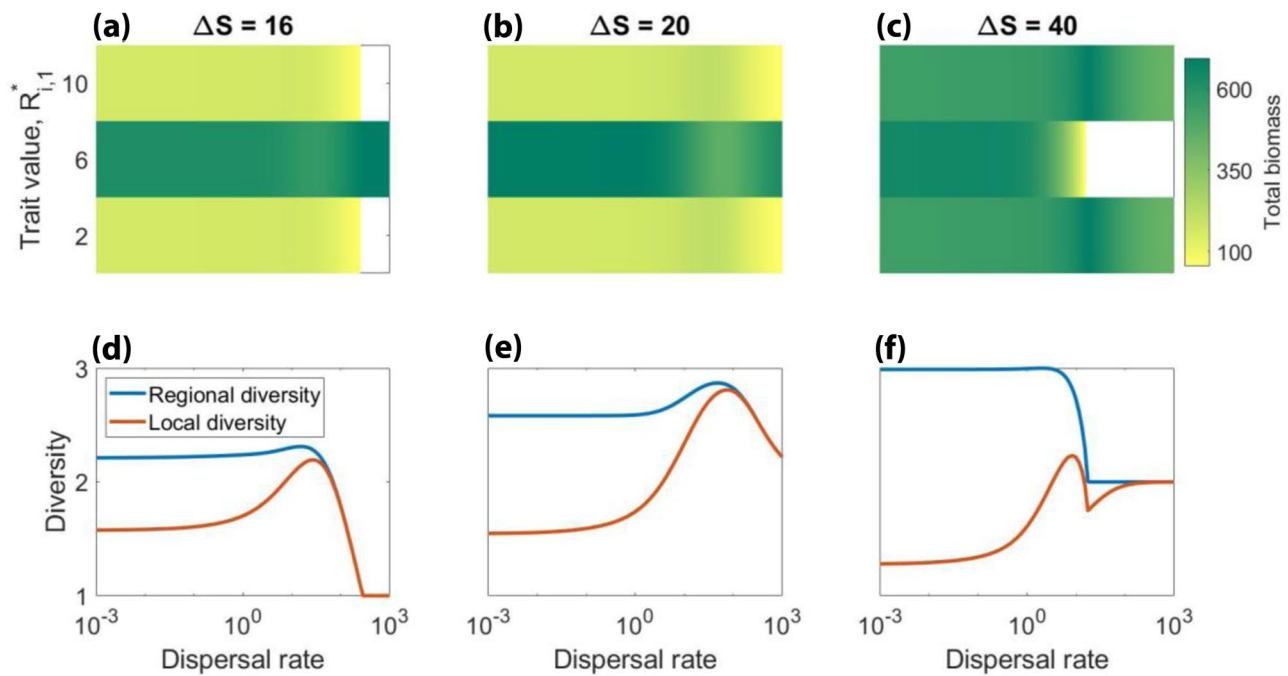 (a) ΔS = 16 (b) ΔS = 20 (c) ΔS = 40
Trait value, R*i,1
10
6
2
600
350
100
Total biomass
(d) (e) (f)
Diversity
3
2
1
Regional diversity
Local diversity
10-3 100 103 10-3 100 103 10-3 100 103
Dispersal rate Dispersal rate Dispersal rate